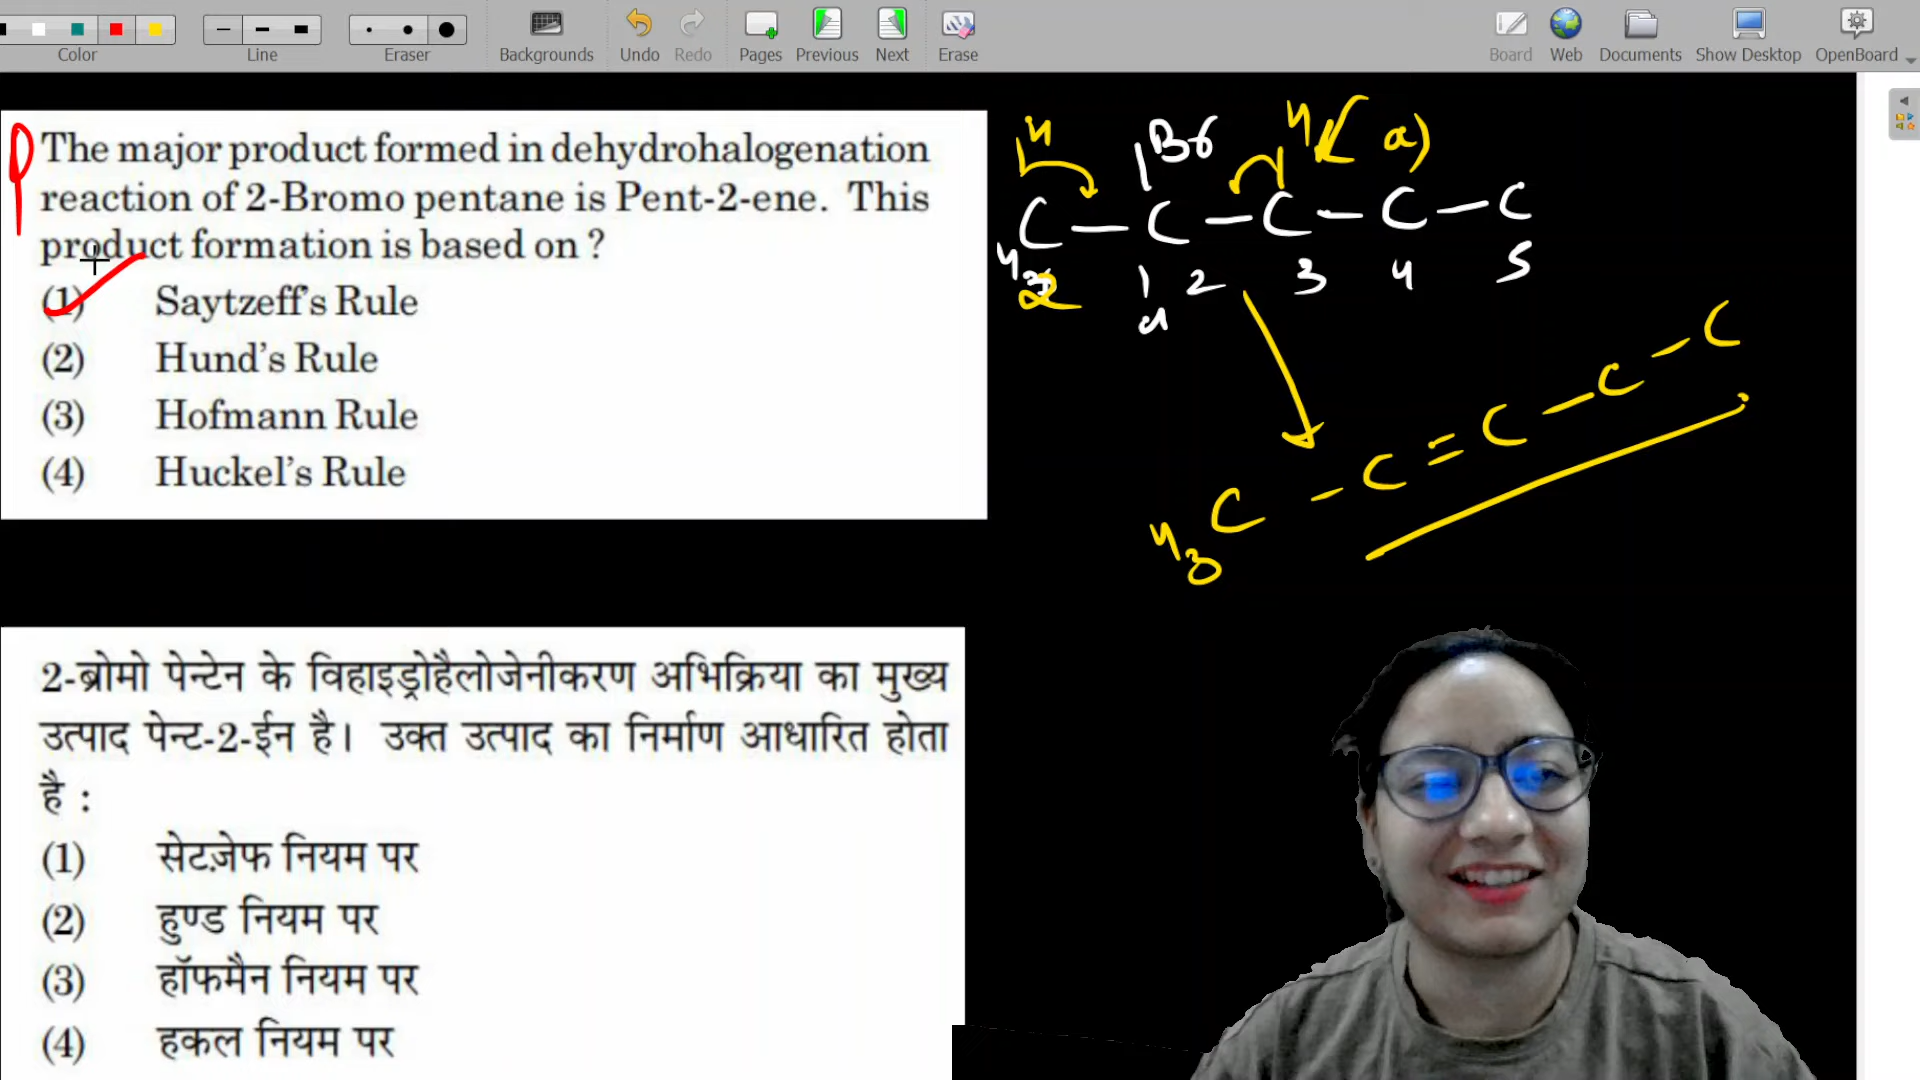 Color
Line
Eraser
Backgrounds
Undo
Redo
Pages
Previous
Next
Erase
Board
Web
Documents
Show Desktop
OpenBoard
The major product formed in dehydrohalogenation
reaction of 2-Bromo pentane is Pent-2-ene. This
product formation is based on ?
(1) Saytzeff's Rule
(2) Hund's Rule
(3) Hofmann Rule
(4) Huckel's Rule
Br
a)
C — C — C — C — C
1 2 3 4 5
C - C = C — C — C
3
2-ब्रोमो पेन्टेन के विहाइड्रोहैलोजेनीकरण अभिक्रिया का मुख्य
उत्पाद पेन्ट-2-ईन है। उक्त उत्पाद का निर्माण आधारित होता
है :
(1) सेटज़ेफ नियम पर
(2) हुण्ड नियम पर
(3) हॉफमैन नियम पर
(4) हकल नियम पर